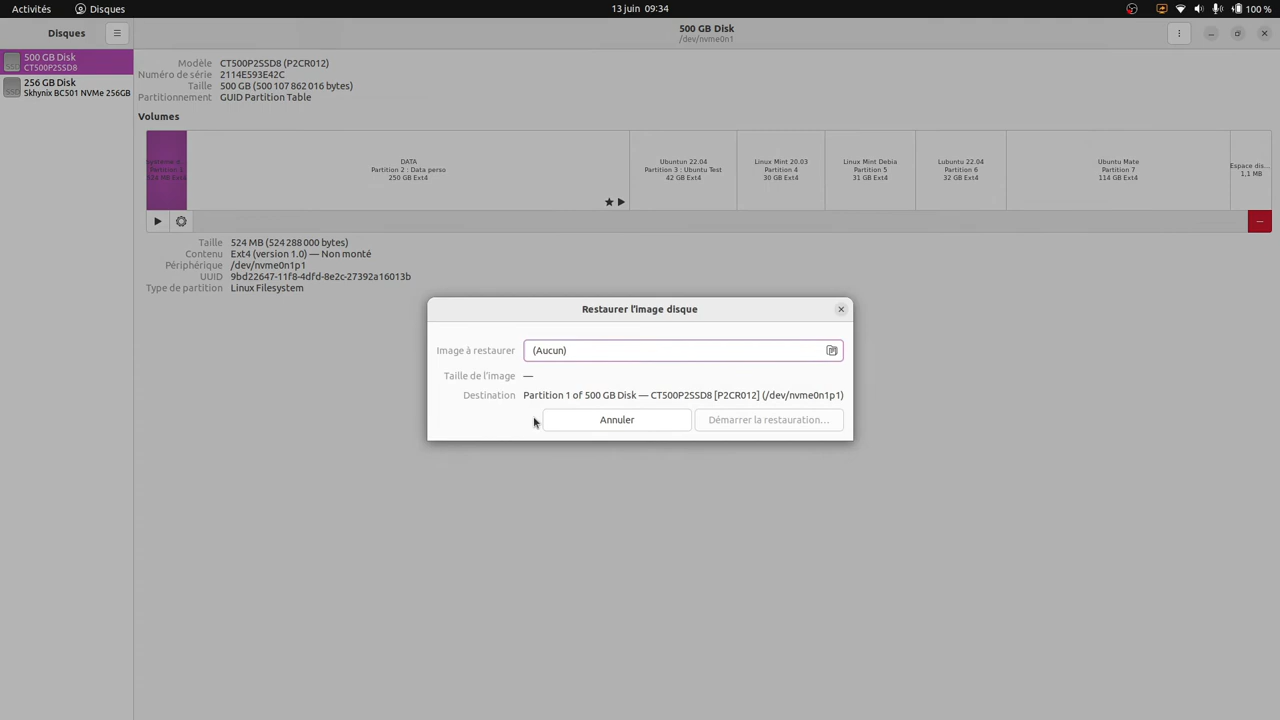 Activités
Disques
13 juin 09:34
100 %
Disques
500 GB Disk
/dev/nvme0n1
500 GB Disk
CT500P2SSD8
256 GB Disk
Skhynix BC501 NVMe 256GB
Modèle CT500P2SSD8 (P2CR012)
Numéro de série 2114E593E42C
Taille 500 GB (500 107 862 016 bytes)
Partitionnement GUID Partition Table
Volumes
Partition 1
524 MB Ext4
DATA
Partition 2 : Data perso
250 GB Ext4
Ubuntun 22.04
Partition 3 : Ubuntu Test
42 GB Ext4
Linux Mint 20.03
Partition 4
30 GB Ext4
Linux Mint Debia
Partition 5
31 GB Ext4
Lubuntu 22.04
Partition 6
32 GB Ext4
Ubuntu Mate
Partition 7
114 GB Ext4
Espace dis...
1,1 MB
Taille 524 MB (524 288 000 bytes)
Contenu Ext4 (version 1.0) — Non monté
Périphérique /dev/nvme0n1p1
UUID 9bd22647-11f8-4dfd-8e2c-27392a16013b
Type de partition Linux Filesystem
Restaurer l'image disque
Image à restaurer (Aucun)
Taille de l'image —
Destination Partition 1 of 500 GB Disk — CT500P2SSD8 [P2CR012] (/dev/nvme0n1p1)
Annuler
Démarrer la restauration…